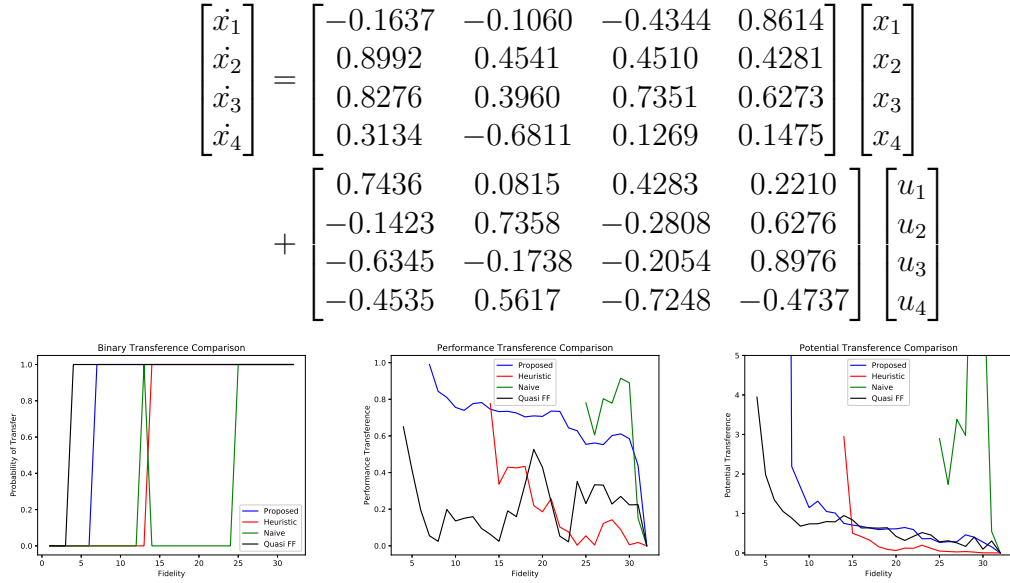 ẋ1 −0.1637 −0.1060 −0.4344 0.8614 x1
ẋ2 0.8992 0.4541 0.4510 0.4281 x2
=
ẋ3 0.8276 0.3960 0.7351 0.6273 x3
ẋ4 0.3134 −0.6811 0.1269 0.1475 x4
0.7436 0.0815 0.4283 0.2210 u1
−0.1423 0.7358 −0.2808 0.6276 u2
+
−0.6345 −0.1738 −0.2054 0.8976 u3
−0.4535 0.5617 −0.7248 −0.4737 u4
Binary Transference Comparison
Probability of Transfer
1.0
0.8
0.6
0.4
0.2
0.0
Proposed
Heuristic
Naive
Quasi FF
0 5 10 15 20 25 30
Fidelity
Performance Transference Comparison
Performance Transference
1.0
0.8
0.6
0.4
0.2
0.0
Proposed
Heuristic
Naive
Quasi FF
5 10 15 20 25 30
Fidelity
Potential Transference Comparison
Potential Transference
5
4
3
2
1
0
Proposed
Heuristic
Naive
Quasi FF
5 10 15 20 25 30
Fidelity